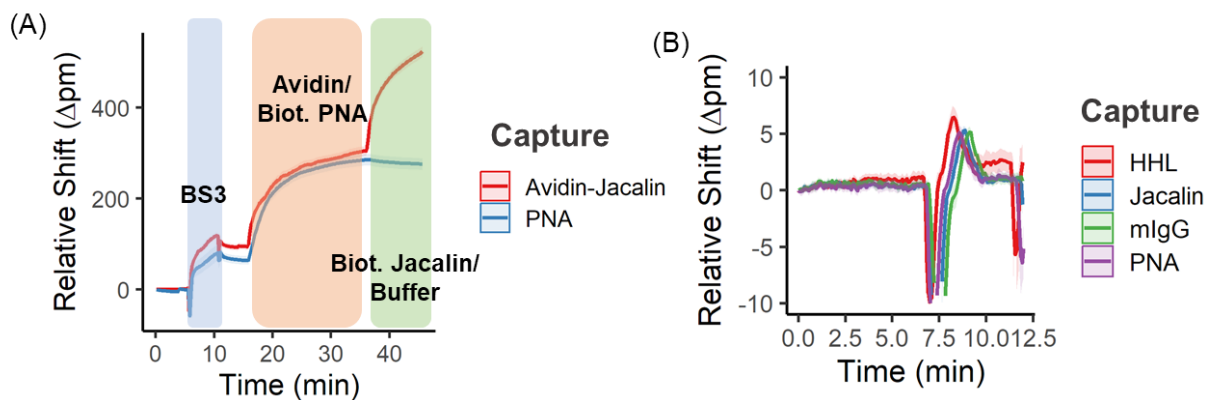 (A)
Relative Shift (Δpm)
400
200
0
BS3
Avidin/
Biot. PNA
Biot. Jacalin/
Buffer
0 10 20 30 40
Time (min)
Capture
Avidin-Jacalin
PNA
(B)
Relative Shift (Δpm)
10
5
0
-5
-10
0.0 2.5 5.0 7.5 10.0 12.5
Time (min)
Capture
HHL
Jacalin
mIgG
PNA